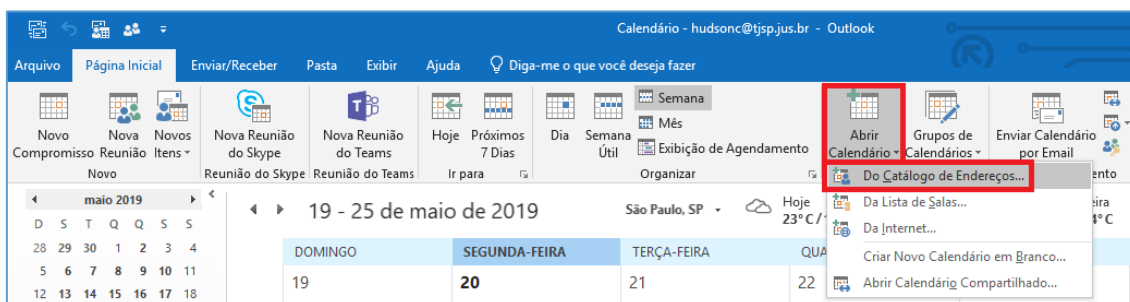 Calendário - hudsonc@tjsp.jus.br - Outlook
Arquivo Página Inicial Enviar/Receber Pasta Exibir Ajuda Diga-me o que você deseja fazer
Novo Compromisso
Nova Reunião
Novos Itens
Novo
Nova Reunião do Skype
Reunião do Skype
Nova Reunião do Teams
Reunião do Teams
Hoje
Próximos 7 Dias
Ir para
Dia
Semana Útil
Semana
Mês
Exibição de Agendamento
Organizar
Abrir Calendário
Grupos de Calendários
Enviar Calendário por Email
Do Catálogo de Endereços...
Da Lista de Salas...
Da Internet...
Criar Novo Calendário em Branco...
Abrir Calendário Compartilhado...
maio 2019
D S T Q Q S S
28 29 30 1 2 3 4
5 6 7 8 9 10 11
12 13 14 15 16 17 18
19 - 25 de maio de 2019
São Paulo, SP
Hoje
23°C/
DOMINGO SEGUNDA-FEIRA TERÇA-FEIRA
19 20 21 22